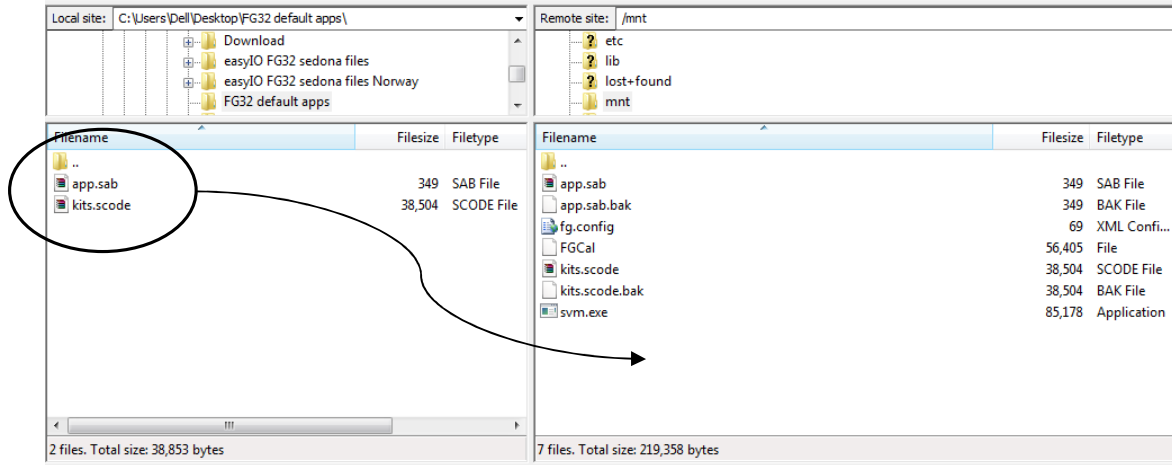 Local site: C:\Users\Dell\Desktop\FG32 default apps\
Download
easyIO FG32 sedona files
easyIO FG32 sedona files Norway
FG32 default apps
Filename Filesize Filetype
..
app.sab 349 SAB File
kits.scode 38,504 SCODE File
2 files. Total size: 38,853 bytes
Remote site: /mnt
? etc
? lib
? lost+found
mnt
Filename Filesize Filetype
..
app.sab 349 SAB File
app.sab.bak 349 BAK File
fg.config 69 XML Confi...
FGCal 56,405 File
kits.scode 38,504 SCODE File
kits.scode.bak 38,504 BAK File
svm.exe 85,178 Application
7 files. Total size: 219,358 bytes